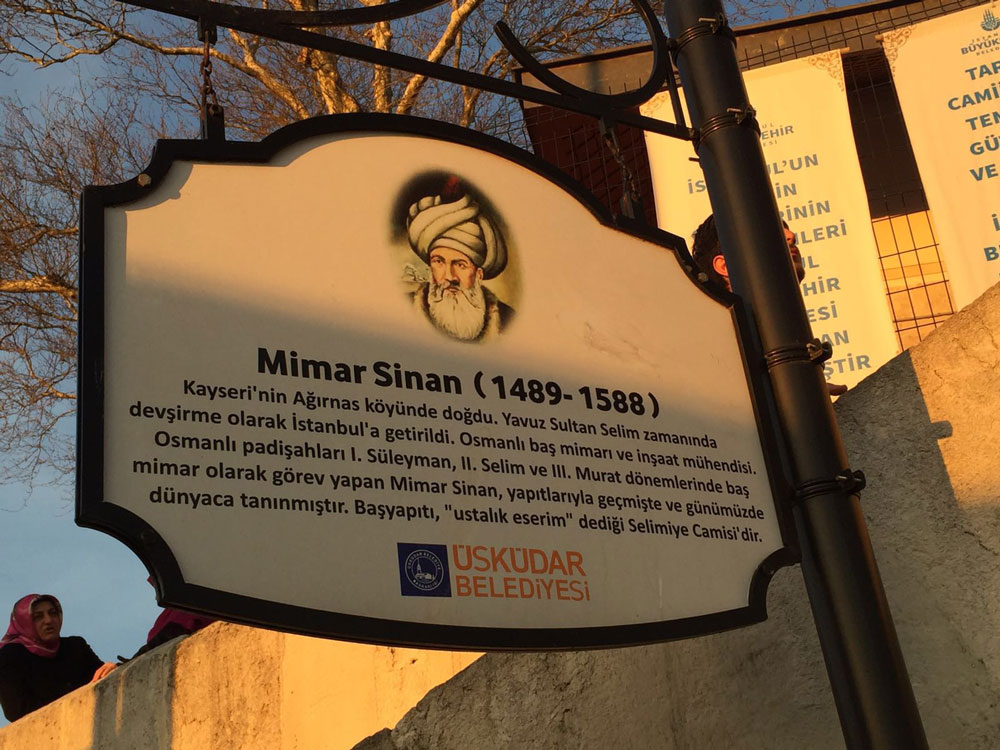 Mimar Sinan (1489-1588)
Kayseri'nin Ağırnas köyünde doğdu. Yavuz Sultan Selim zamanında
devşirme olarak İstanbul'a getirildi. Osmanlı baş mimarı ve inşaat mühendisi.
Osmanlı padişahları I. Süleyman, II. Selim ve III. Murat dönemlerinde baş
mimar olarak görev yapan Mimar Sinan, yapıtlarıyla geçmişte ve günümüzde
dünyaca tanınmıştır. Başyapıtı, "ustalık eserim" dediği Selimiye Camisi'dir.
ÜSKÜDAR
BELEDİYESİ
VE